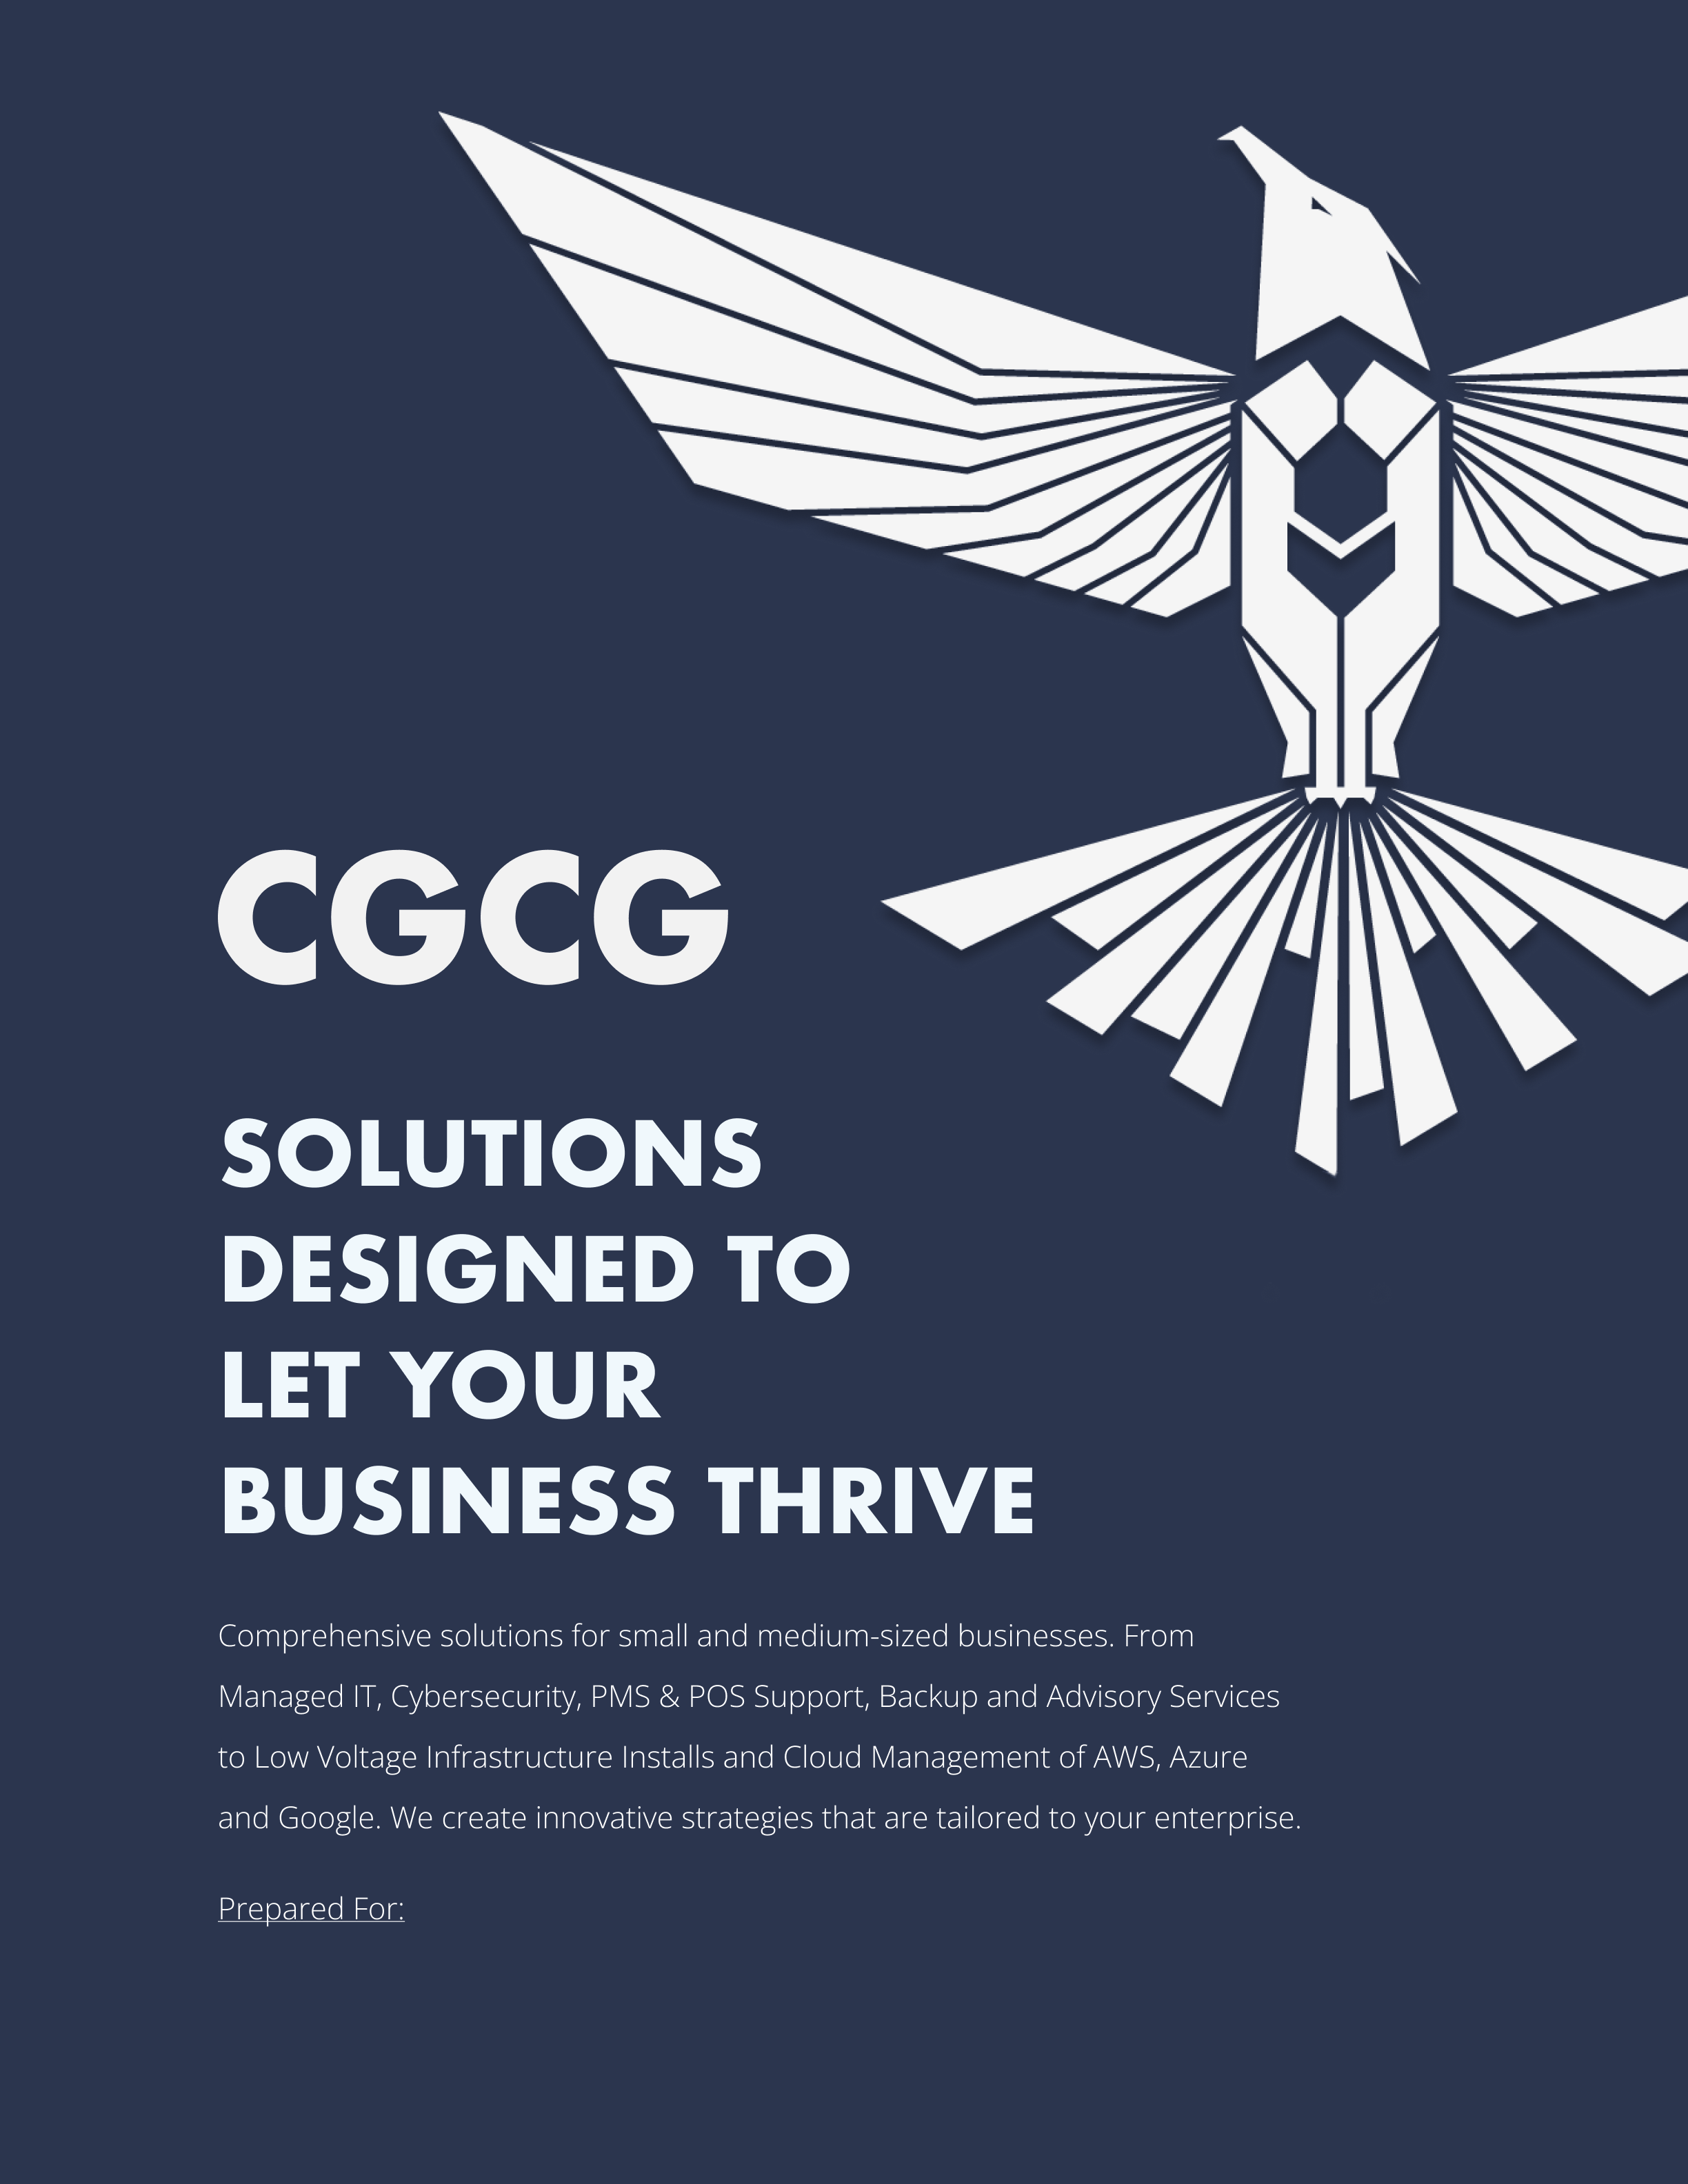 CGCG
SOLUTIONS
DESIGNED TO
LET YOUR
BUSINESS THRIVE
Comprehensive solutions for small and medium-sized businesses. From
Managed IT, Cybersecurity, PMS & POS Support, Backup and Advisory Services
to Low Voltage Infrastructure Installs and Cloud Management of AWS, Azure
and Google. We create innovative strategies that are tailored to your enterprise.
Prepared For: